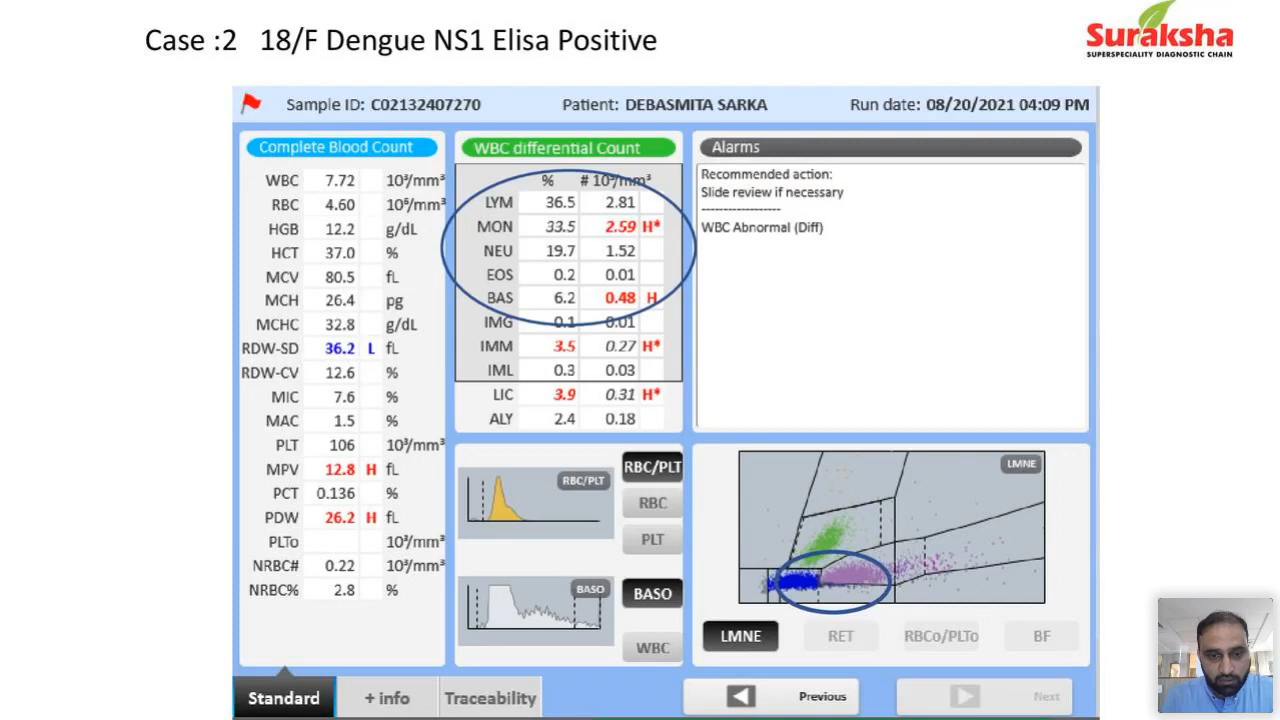 Case :2 18/F Dengue NS1 Elisa Positive
Suraksha
SUPERSPECIALITY DIAGNOSTIC CHAIN
Sample ID: C02132407270 Patient: DEBASMITA SARKA Run date: 08/20/2021 04:09 PM
Complete Blood Count
WBC 7.72 10³/mm³
RBC 4.60 10⁶/mm³
HGB 12.2 g/dL
HCT 37.0 %
MCV 80.5 fL
MCH 26.4 pg
MCHC 32.8 g/dL
RDW-SD 36.2 L fL
RDW-CV 12.6 %
MIC 7.6 %
MAC 1.5 %
PLT 106 10³/mm³
MPV 12.8 H fL
PCT 0.136 %
PDW 26.2 H fL
PLTo 10³/mm³
NRBC# 0.22 10³/mm³
NRBC% 2.8 %
WBC differential Count
% # 10³/mm³
LYM 36.5 2.81
MON 33.5 2.59 H*
NEU 19.7 1.52
EOS 0.2 0.01
BAS 6.2 0.48 H
IMG 0.1 0.01
IMM 3.5 0.27 H*
IML 0.3 0.03
LIC 3.9 0.31 H*
ALY 2.4 0.18
Alarms
Recommended action:
Slide review if necessary
------------------
WBC Abnormal (Diff)
RBC/PLT
RBC/PLT
RBC
PLT
BASO
BASO
WBC
LMNE
LMNE RET RBCo/PLTo BF
Standard + info Traceability
Previous Next